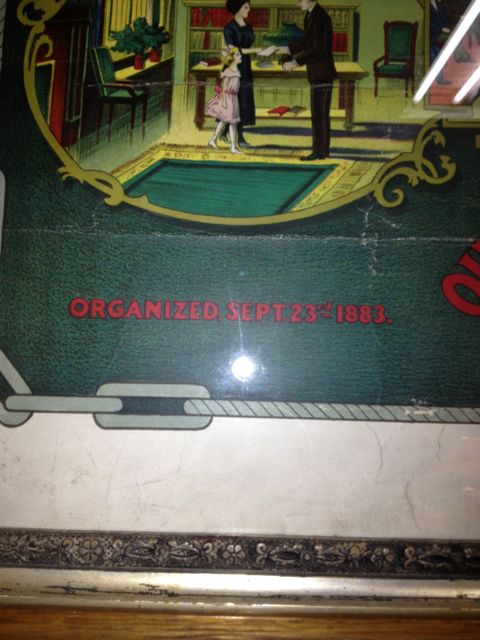 ORGANIZED, SEPT. 23rd 1883.